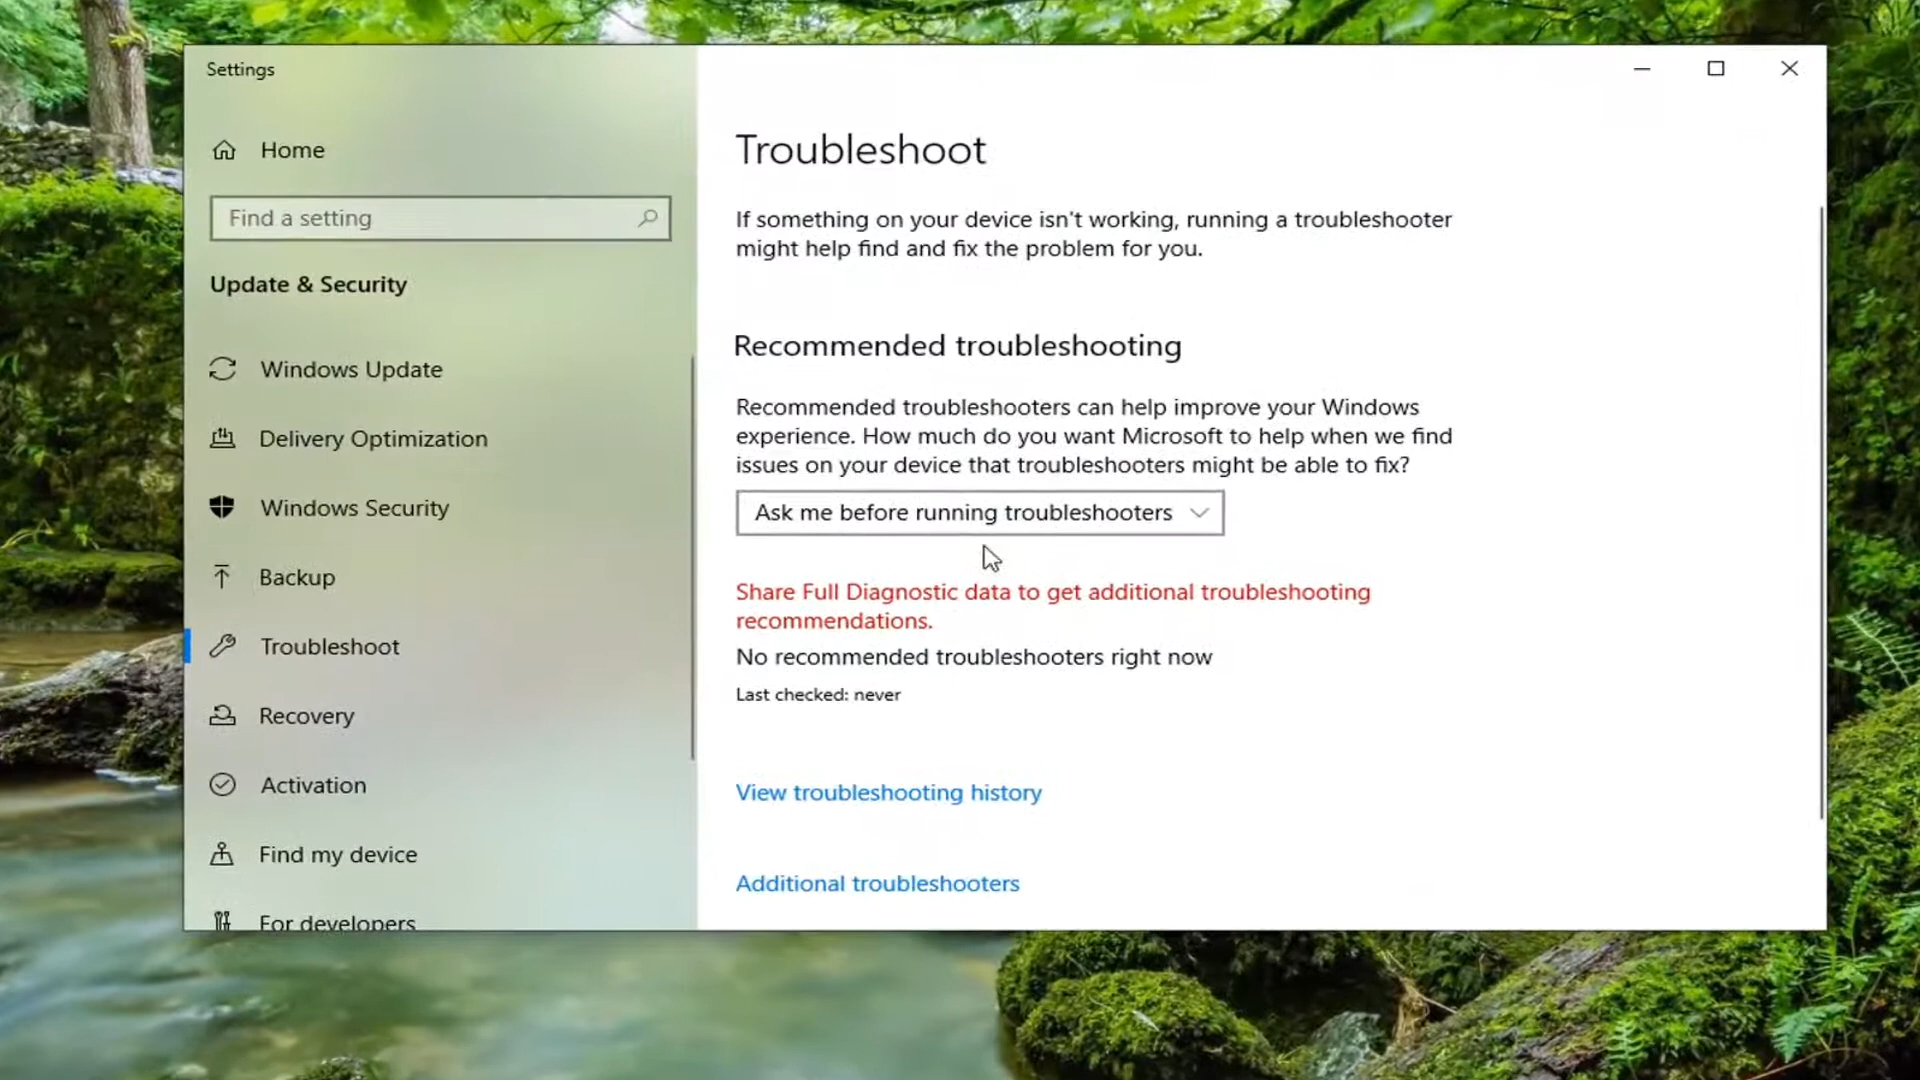 Settings
Home
Find a setting
Update & Security
Windows Update
Delivery Optimization
Windows Security
Backup
Troubleshoot
Recovery
Activation
Find my device
For developers
Troubleshoot
If something on your device isn't working, running a troubleshooter
might help find and fix the problem for you.
Recommended troubleshooting
Recommended troubleshooters can help improve your Windows
experience. How much do you want Microsoft to help when we find
issues on your device that troubleshooters might be able to fix?
Ask me before running troubleshooters
Share Full Diagnostic data to get additional troubleshooting
recommendations.
No recommended troubleshooters right now
Last checked: never
View troubleshooting history
Additional troubleshooters